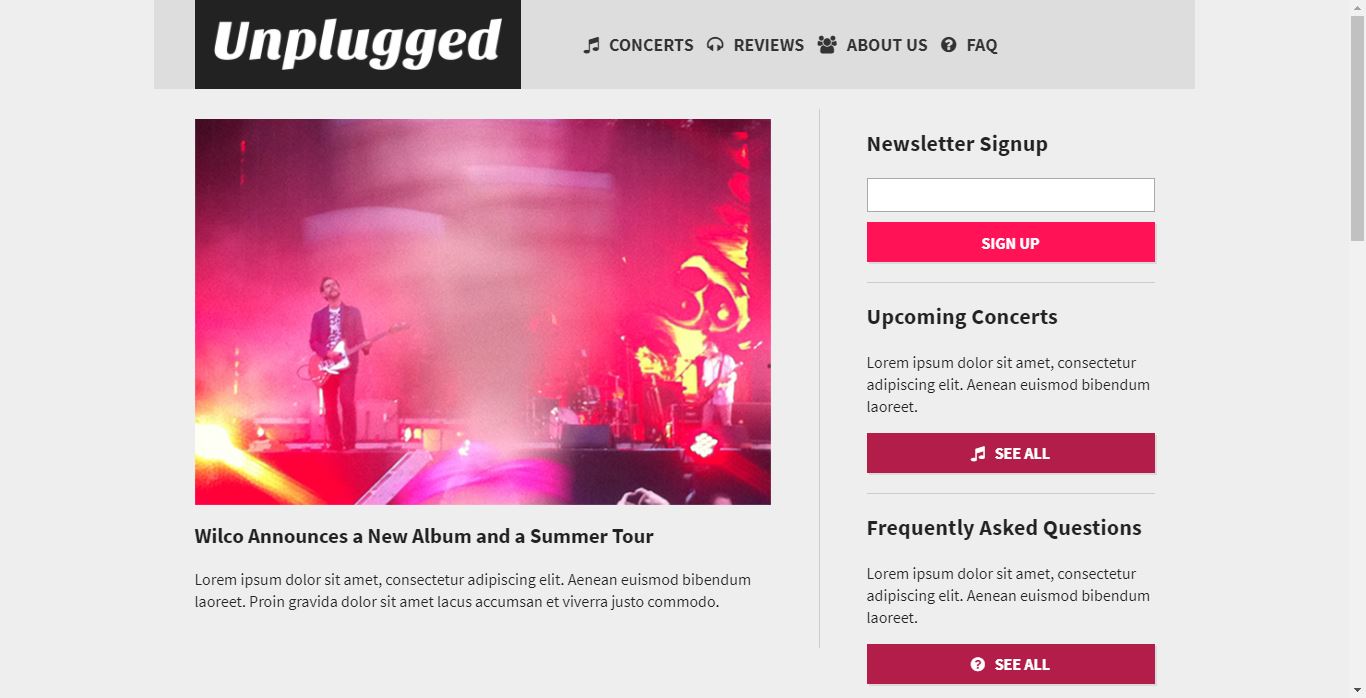 Unplugged
CONCERTS REVIEWS ABOUT US FAQ
Wilco Announces a New Album and a Summer Tour
Lorem ipsum dolor sit amet, consectetur adipiscing elit. Aenean euismod bibendum
laoreet. Proin gravida dolor sit amet lacus accumsan et viverra justo commodo.
Newsletter Signup
SIGN UP
Upcoming Concerts
Lorem ipsum dolor sit amet, consectetur
adipiscing elit. Aenean euismod bibendum
laoreet.
SEE ALL
Frequently Asked Questions
Lorem ipsum dolor sit amet, consectetur
adipiscing elit. Aenean euismod bibendum
laoreet.
SEE ALL